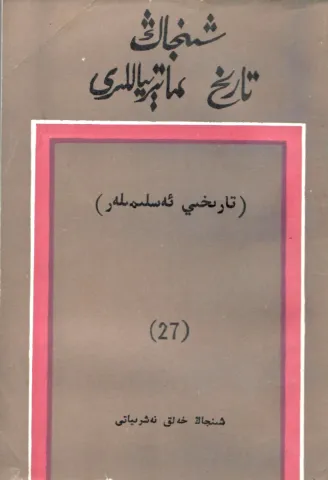 شىنجاڭ
تارىخ ماتېرىياللىرى
(تارىخىي ئەسلىمىلەر)
(27)
شىنجاڭ خەلق نەشرىياتى